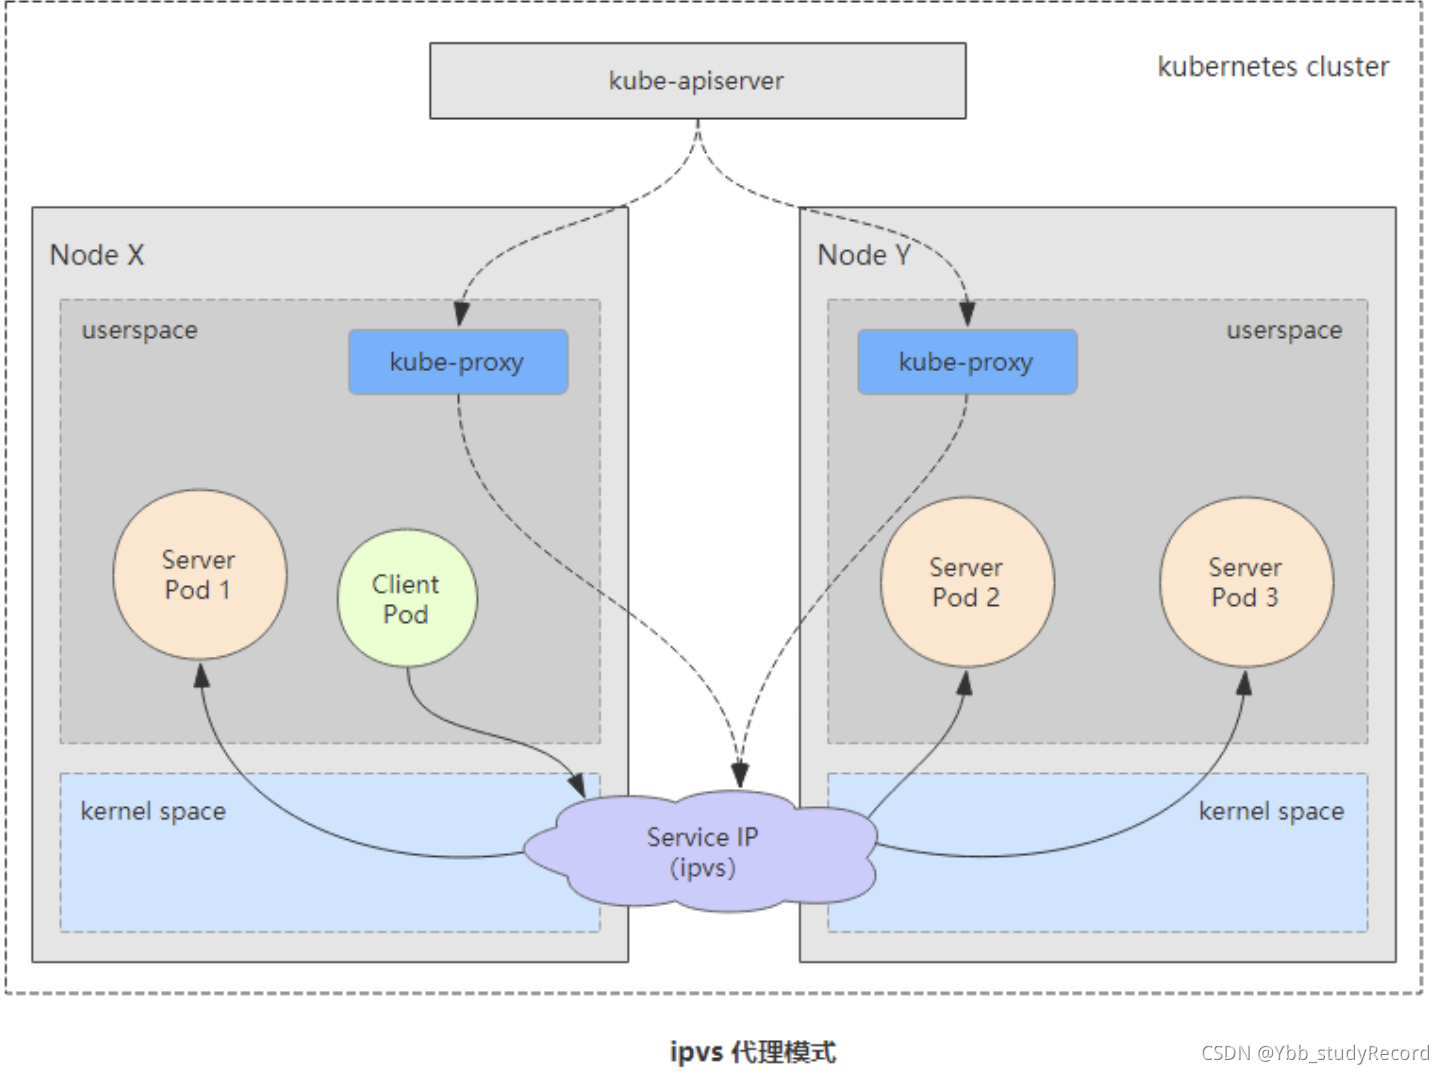 kube-apiserver
kubernetes cluster
Node X
Node Y
userspace
kube-proxy
kube-proxy
userspace
Server
Pod 1
Client
Pod
Server
Pod 2
Server
Pod 3
kernel space
Service IP
(ipvs)
kernel space
ipvs 代理模式
CSDN @Ybb_studyRecord